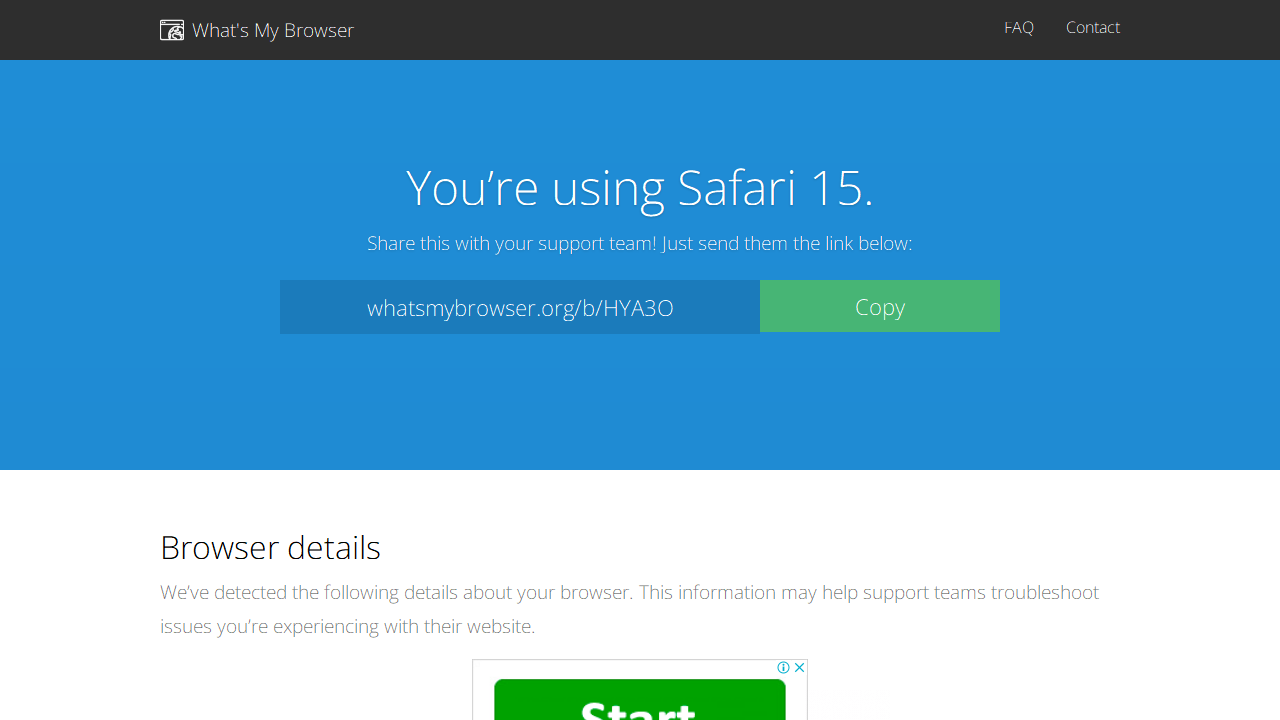 What's My Browser
FAQ
Contact
You’re using Safari 15.
Share this with your support team! Just send them the link below:
whatsmybrowser.org/b/HYA3O
Copy
Browser details
We’ve detected the following details about your browser. This information may help support teams troubleshoot
issues you’re experiencing with their website.
Start